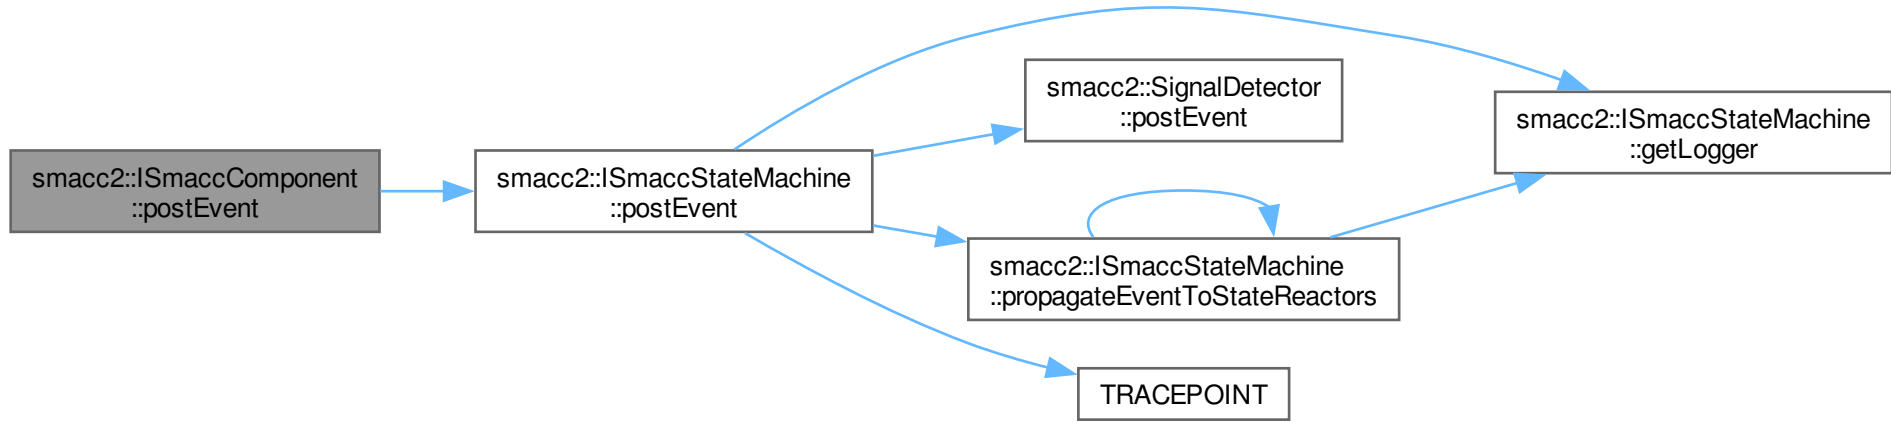 smacc2::ISmaccComponent
::postEvent
smacc2::ISmaccStateMachine
::postEvent
smacc2::SignalDetector
::postEvent
smacc2::ISmaccStateMachine
::propagateEventToStateReactors
TRACEPOINT
smacc2::ISmaccStateMachine
::getLogger